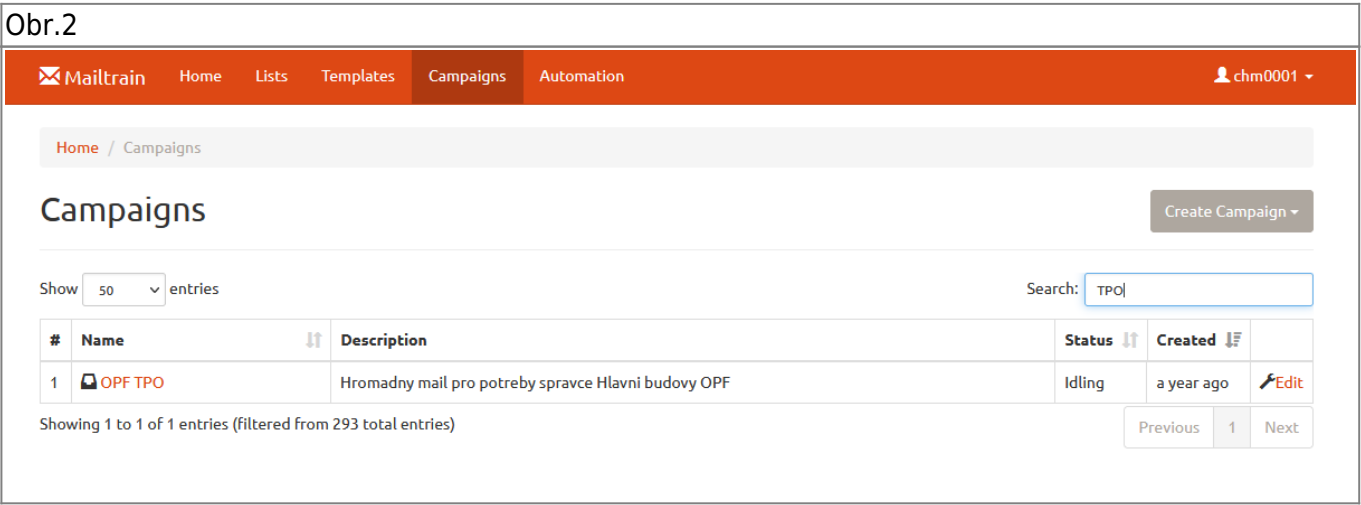 Obr.2
Mailtrain Home Lists Templates Campaigns Automation chm0001
Home / Campaigns
Campaigns
Create Campaign
Show 50 entries
Search: TPO
# Name Description Status Created
1 OPF TPO Hromadny mail pro potreby spravce Hlavni budovy OPF Idling a year ago Edit
Showing 1 to 1 of 1 entries (filtered from 293 total entries)
Previous 1 Next